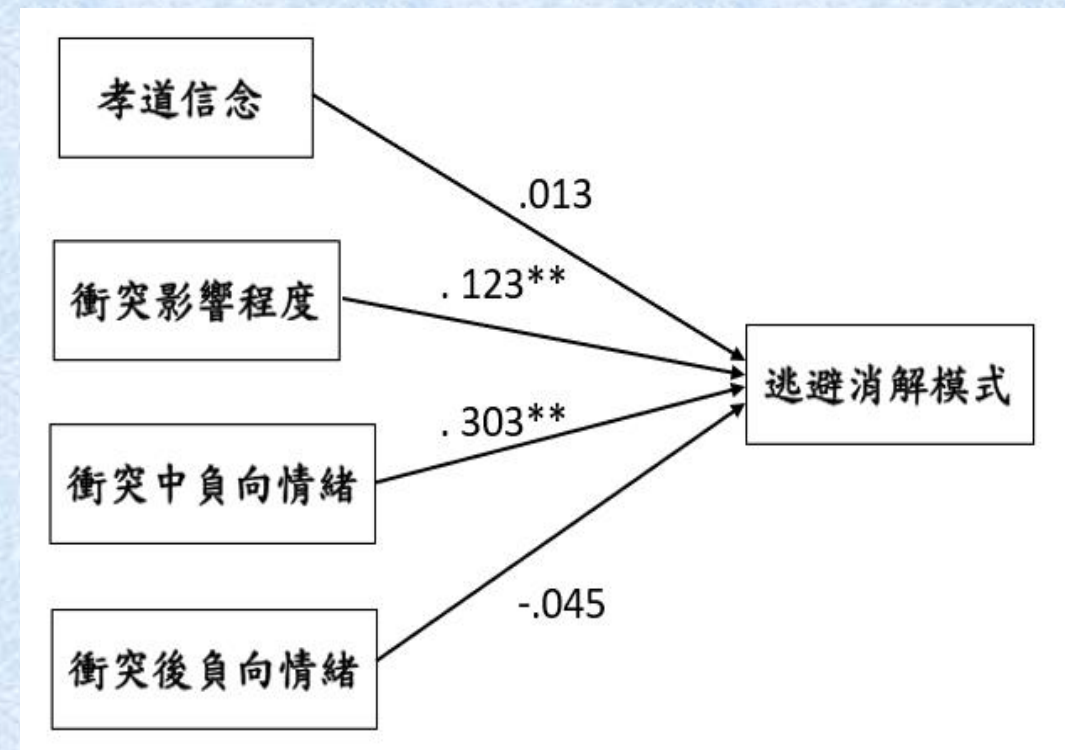 孝道信念
.013
衝突影響程度
. 123**
逃避消解模式
. 303**
衝突中負向情緒
-.045
衝突後負向情緒